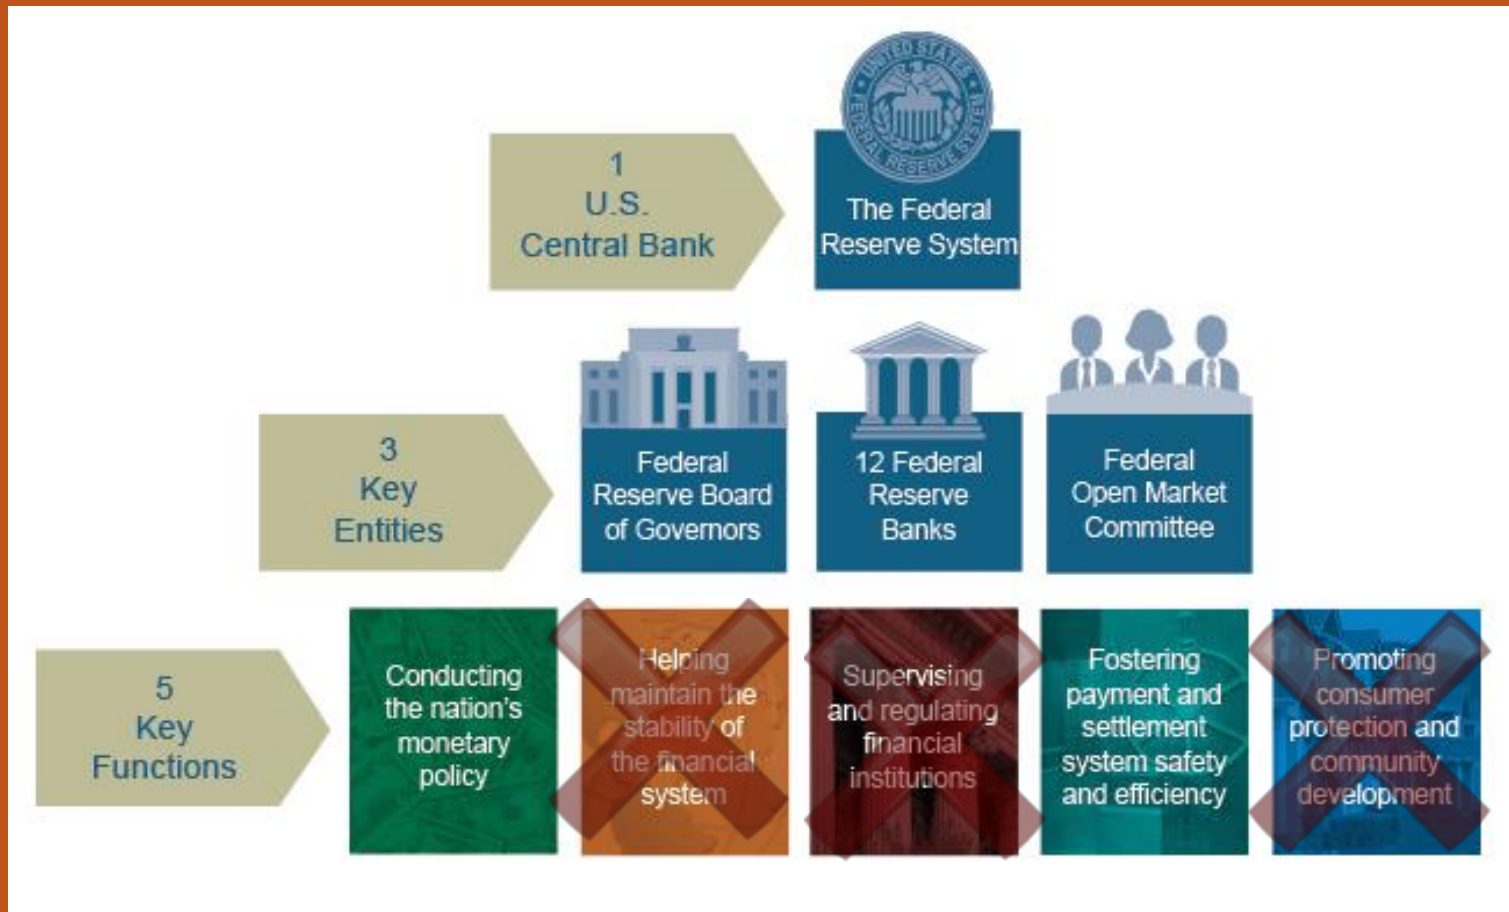 UNITED STATES
FEDERAL RESERVE SYSTEM
1
U.S.
Central Bank
The Federal
Reserve System
3
Key
Entities
Federal
Reserve Board
of Governors
12 Federal
Reserve
Banks
Federal
Open Market
Committee
5
Key
Functions
Conducting
the nation's
monetary
policy
Helping
maintain the
stability of
the financial
system
Supervising
and regulating
financial
institutions
Fostering
payment and
settlement
system safety
and efficiency
Promoting
consumer
protection and
community
development